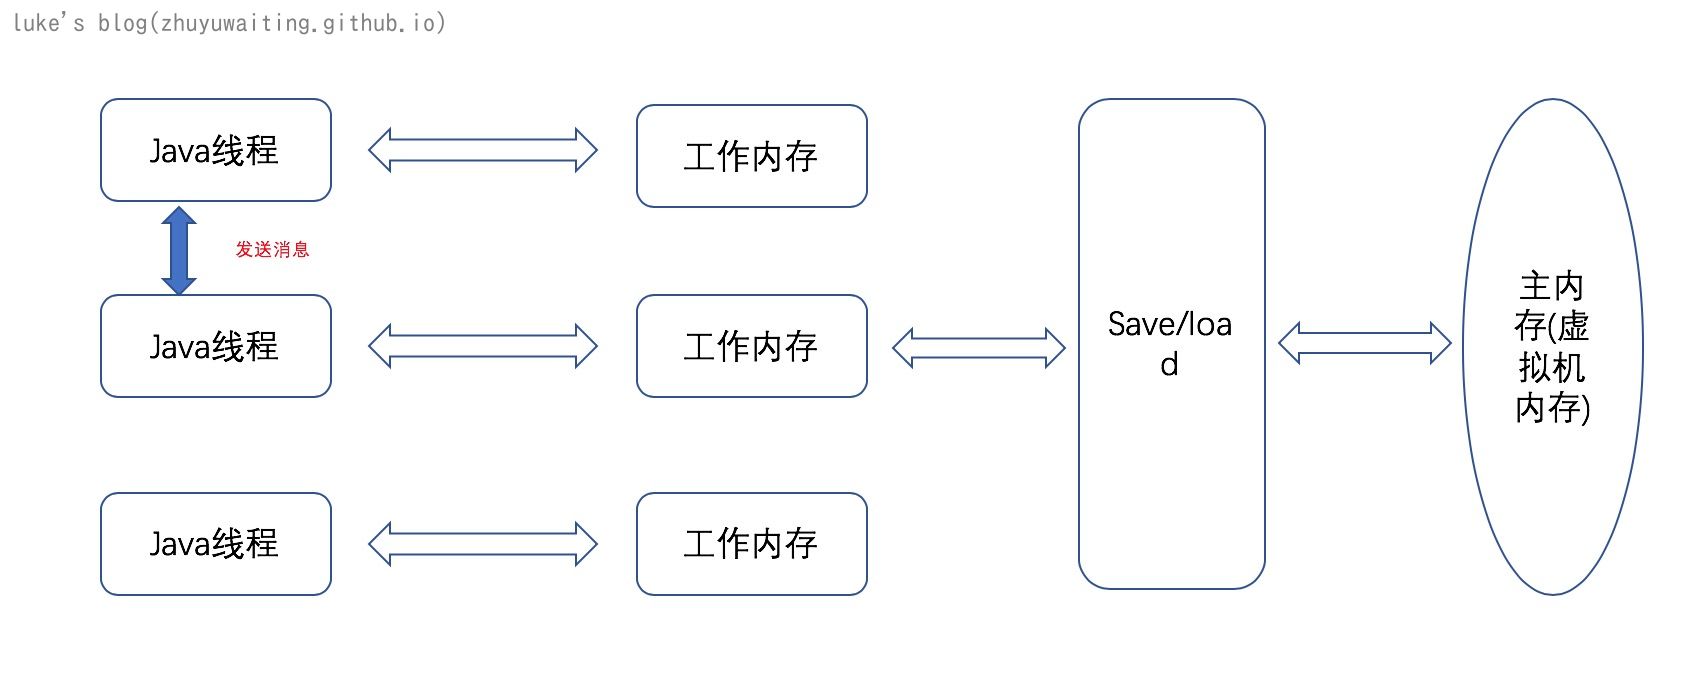 luke's blog(zhuyuwaiting.github.io)
Java线程
工作内存
发送消息
Java线程
工作内存
Save/loa
d
主内
存(虚
拟机
内存)
Java线程
工作内存